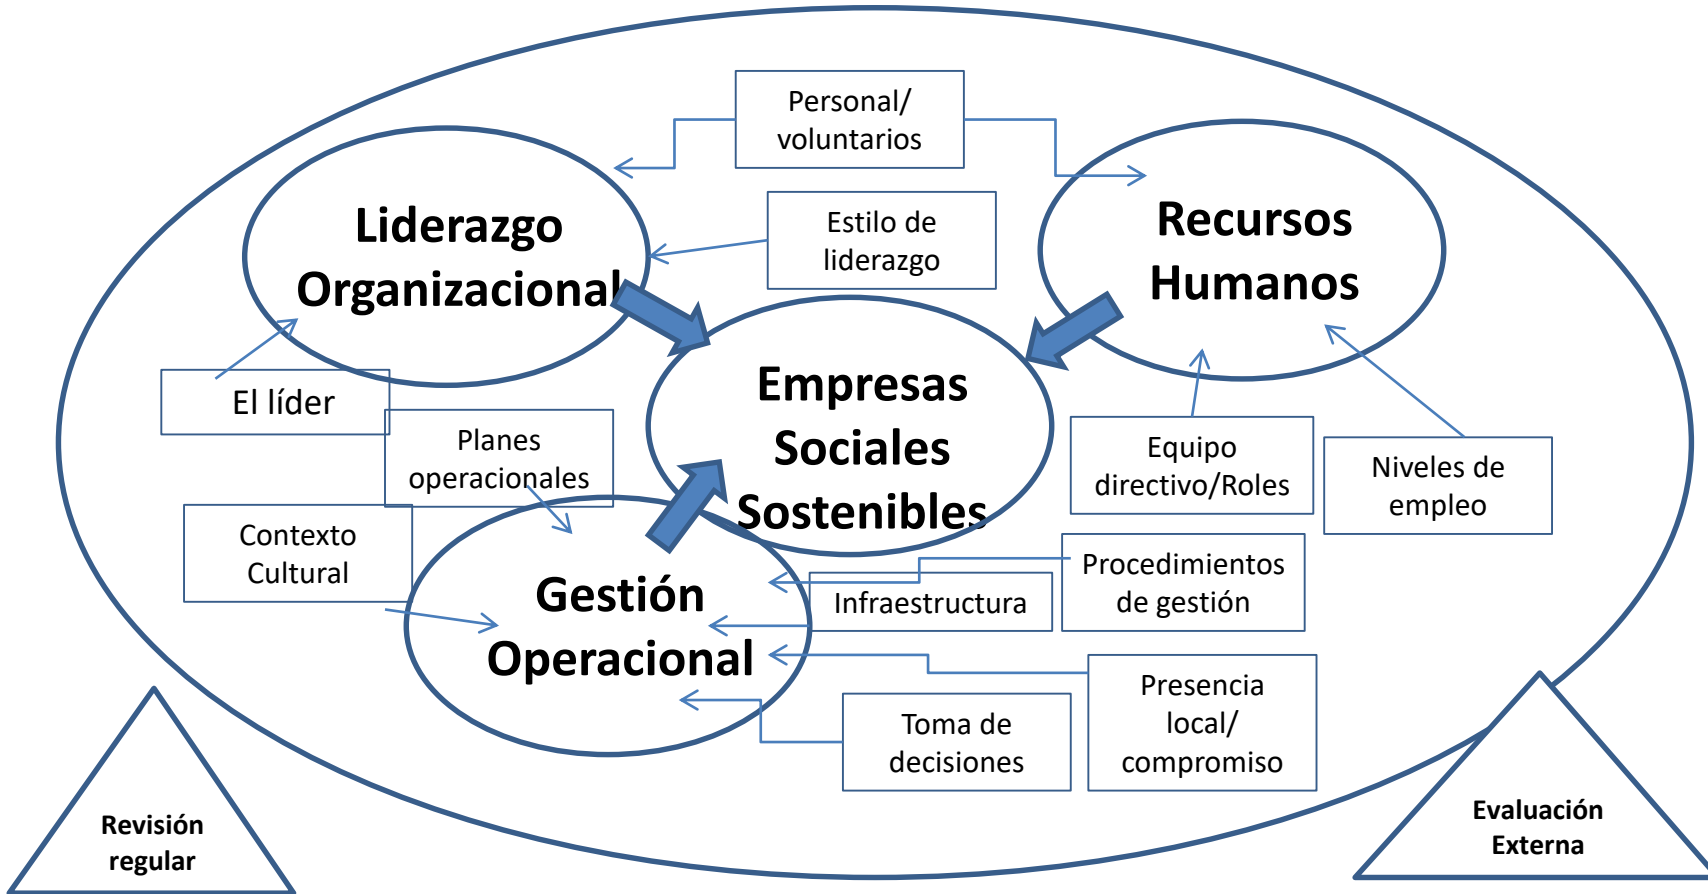 Personal/
voluntarios
Liderazgo
Organizacional
Estilo de
liderazgo
Recursos
Humanos
El líder
Empresas
Sociales
Sostenibles
Planes
operacionales
Equipo
directivo/Roles
Niveles de
empleo
Contexto
Cultural
Gestión
Operacional
Infraestructura
Procedimientos
de gestión
Toma de
decisiones
Presencia
local/
compromiso
Revisión
regular
Evaluación
Externa